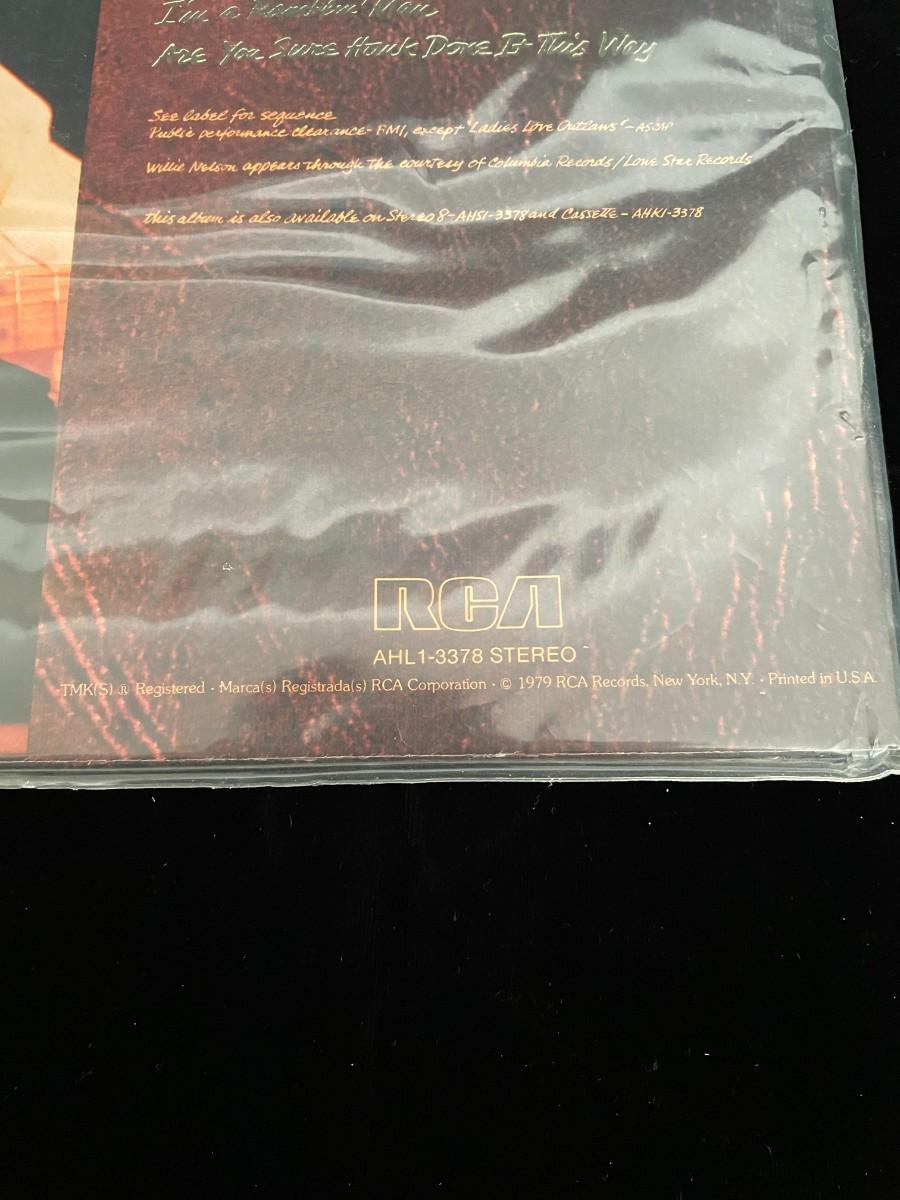 I'm a Ramblin' Man
Are You Sure Hank Done It This Way
See label for sequence
Public performance clearance- FMI, except 'Ladies Love Outlaws' - ASCAP
Willie Nelson appears through the courtesy of Columbia Records/Lone Star Records
this album is also available on Stereo 8-AHS1-3378 and Cassette - AHK1-3378
RCA
AHL1-3378 STEREO
TMK(S) ® Registered · Marca(s) Registrada(s) RCA Corporation · © 1979 RCA Records, New York, N.Y. · Printed in U.S.A.